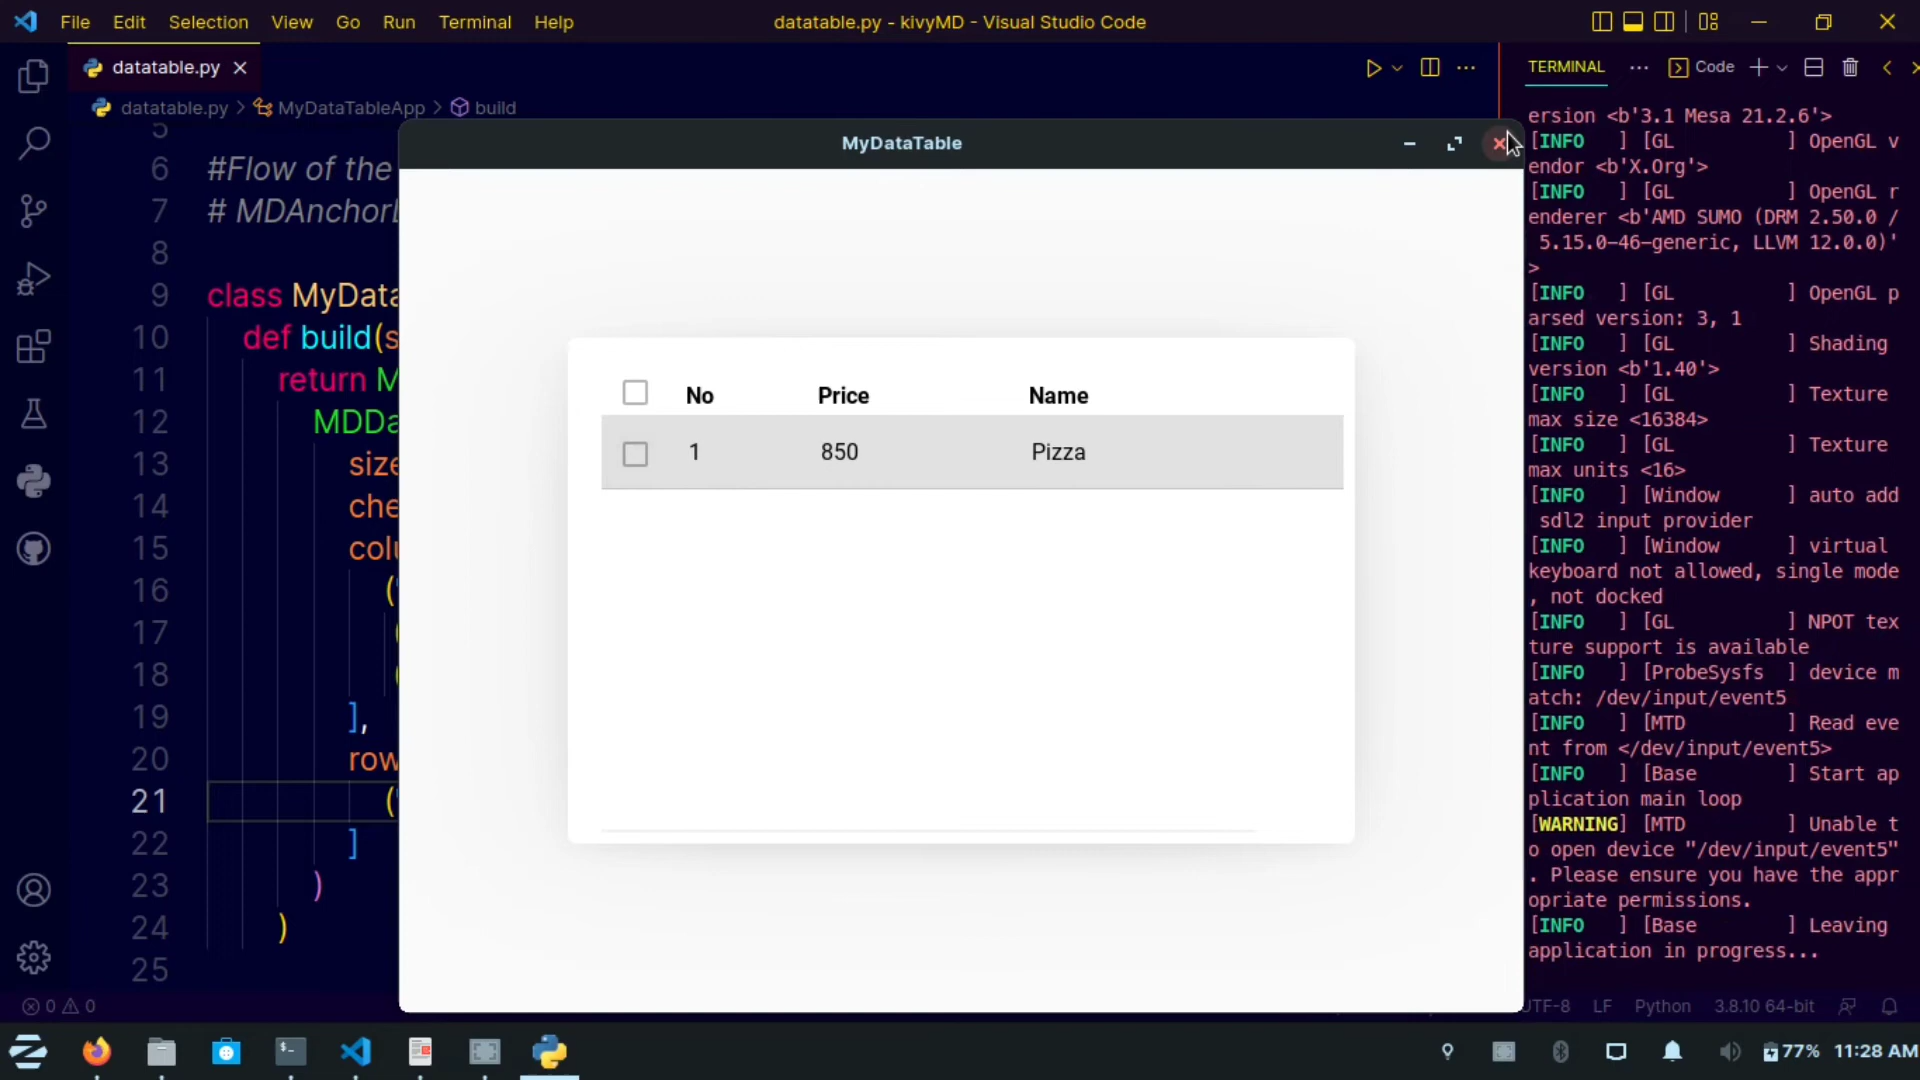 File Edit Selection View Go Run Terminal Help
datatable.py - kivyMD - Visual Studio Code
datatable.py
TERMINAL
Code
datatable.py > MyDataTableApp > build
5
6 #Flow of the
7 # MDAnchor
8
9 class MyData
10 def build(s
11 return M
12 MDDa
13 size
14 che
15 colu
16 ("
17 (
18 (
19 ],
20 row
21 ("
22 ]
23 )
24 )
25
MyDataTable
No Price Name
1 850 Pizza
ersion <b'3.1 Mesa 21.2.6'>
[INFO   ] [GL          ] OpenGL v
endor <b'X.Org'>
[INFO   ] [GL          ] OpenGL r
enderer <b'AMD SUMO (DRM 2.50.0 /
5.15.0-46-generic, LLVM 12.0.0)'
>
[INFO   ] [GL          ] OpenGL p
arsed version: 3, 1
[INFO   ] [GL          ] Shading
version <b'1.40'>
[INFO   ] [GL          ] Texture
max size <16384>
[INFO   ] [GL          ] Texture
max units <16>
[INFO   ] [Window      ] auto add
sdl2 input provider
[INFO   ] [Window      ] virtual
keyboard not allowed, single mode
, not docked
[INFO   ] [GL          ] NPOT tex
ture support is available
[INFO   ] [ProbeSysfs  ] device m
atch: /dev/input/event5
[INFO   ] [MTD         ] Read eve
nt from </dev/input/event5>
[INFO   ] [Base        ] Start ap
plication main loop
[WARNING] [MTD         ] Unable t
o open device "/dev/input/event5"
. Please ensure you have the appr
opriate permissions.
[INFO   ] [Base        ] Leaving
application in progress...
0 0
UTF-8 LF Python 3.8.10 64-bit
77% 11:28 AM